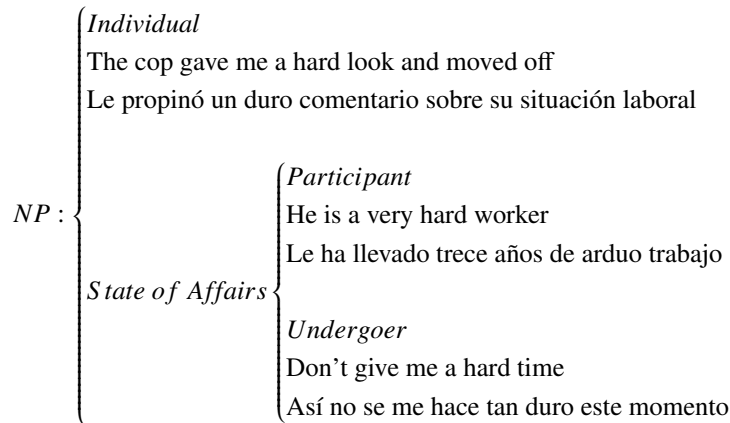 Individual
The cop gave me a hard look and moved off
Le propinó un duro comentario sobre su situación laboral
NP :
State of Affairs
Participant
He is a very hard worker
Le ha llevado trece años de arduo trabajo
Undergoer
Don't give me a hard time
Así no se me hace tan duro este momento